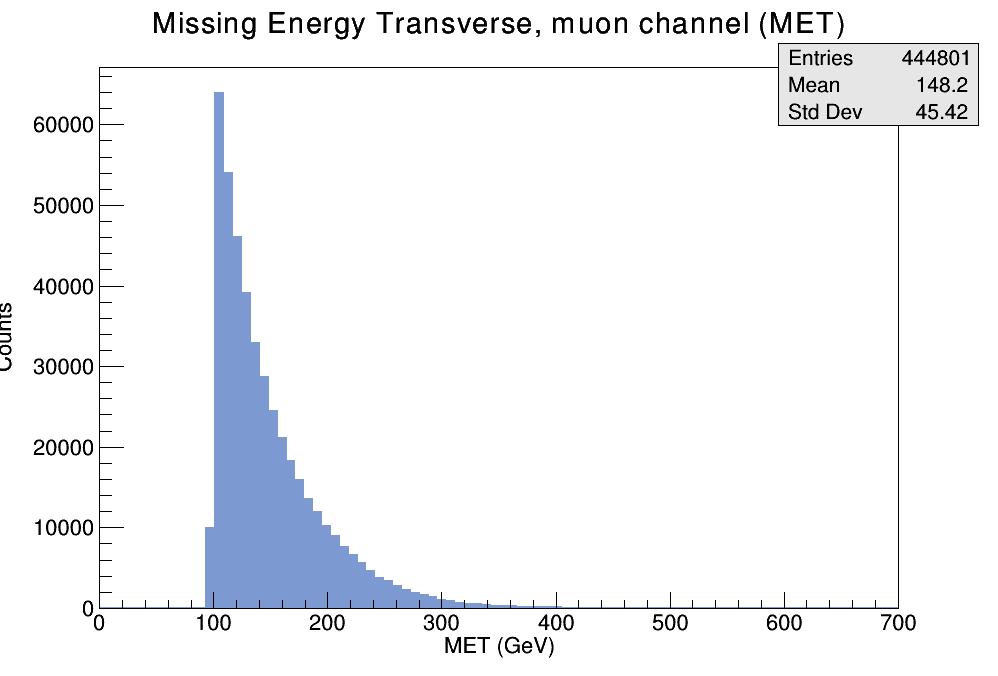 Missing Energy Transverse, muon channel (MET)
Entries 444801
Mean 148.2
Std Dev 45.42
60000
50000
40000
30000
20000
10000
0
Counts
0 100 200 300 400 500 600 700
MET (GeV)